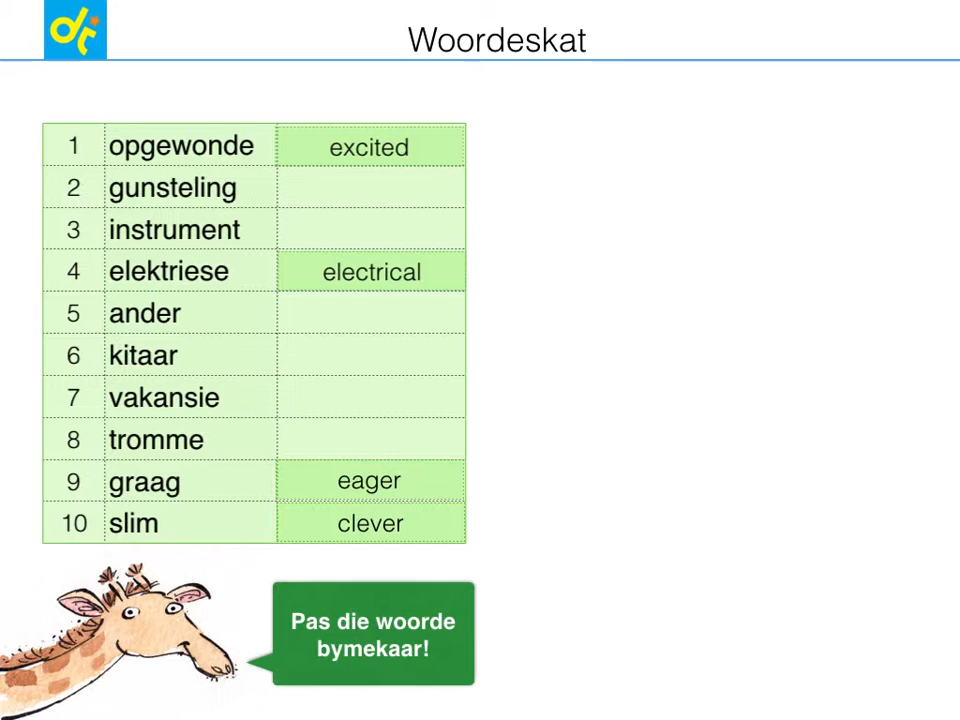 Woordeskat
1 opgewonde excited
2 gunsteling
3 instrument
4 elektriese electrical
5 ander
6 kitaar
7 vakansie
8 tromme
9 graag eager
10 slim clever
Pas die woorde
bymekaar!